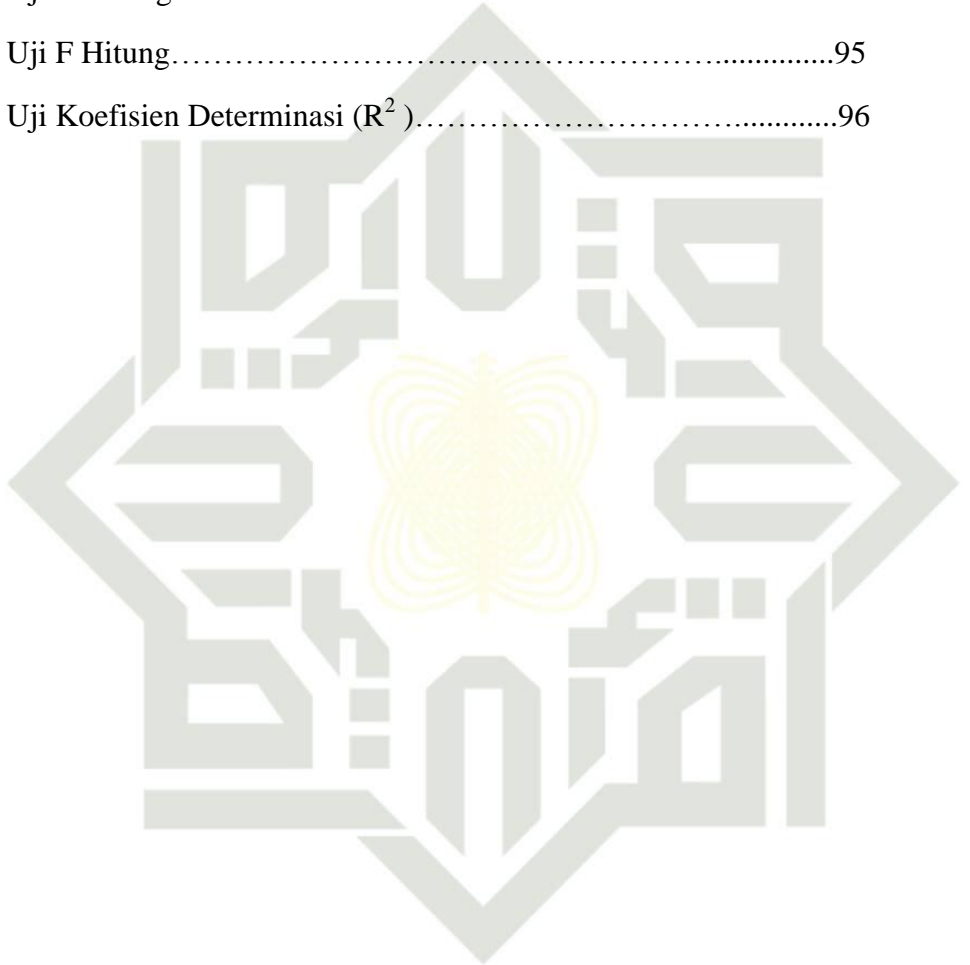 Uji F Hitung……………………………………………...............95
Uji Koefisien Determinasi (R² )…………………………..............96